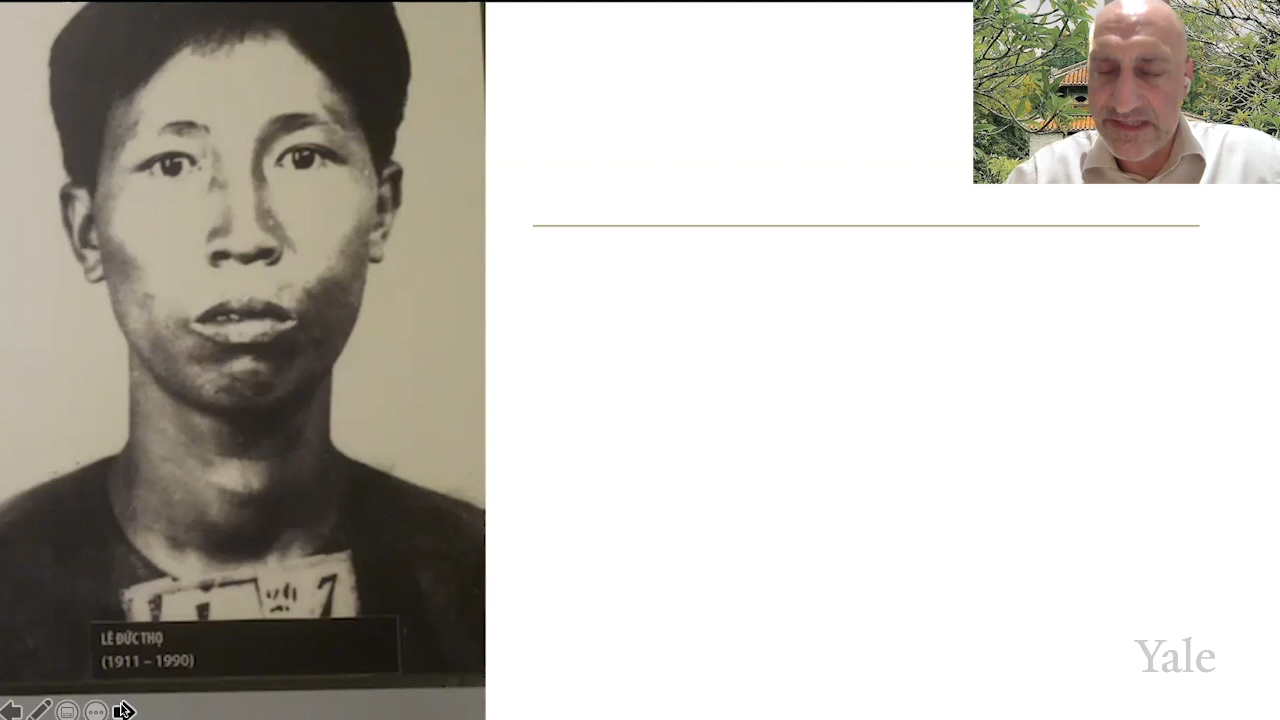 LÊ ĐỨC THỌ
(1911 – 1990)
Yale